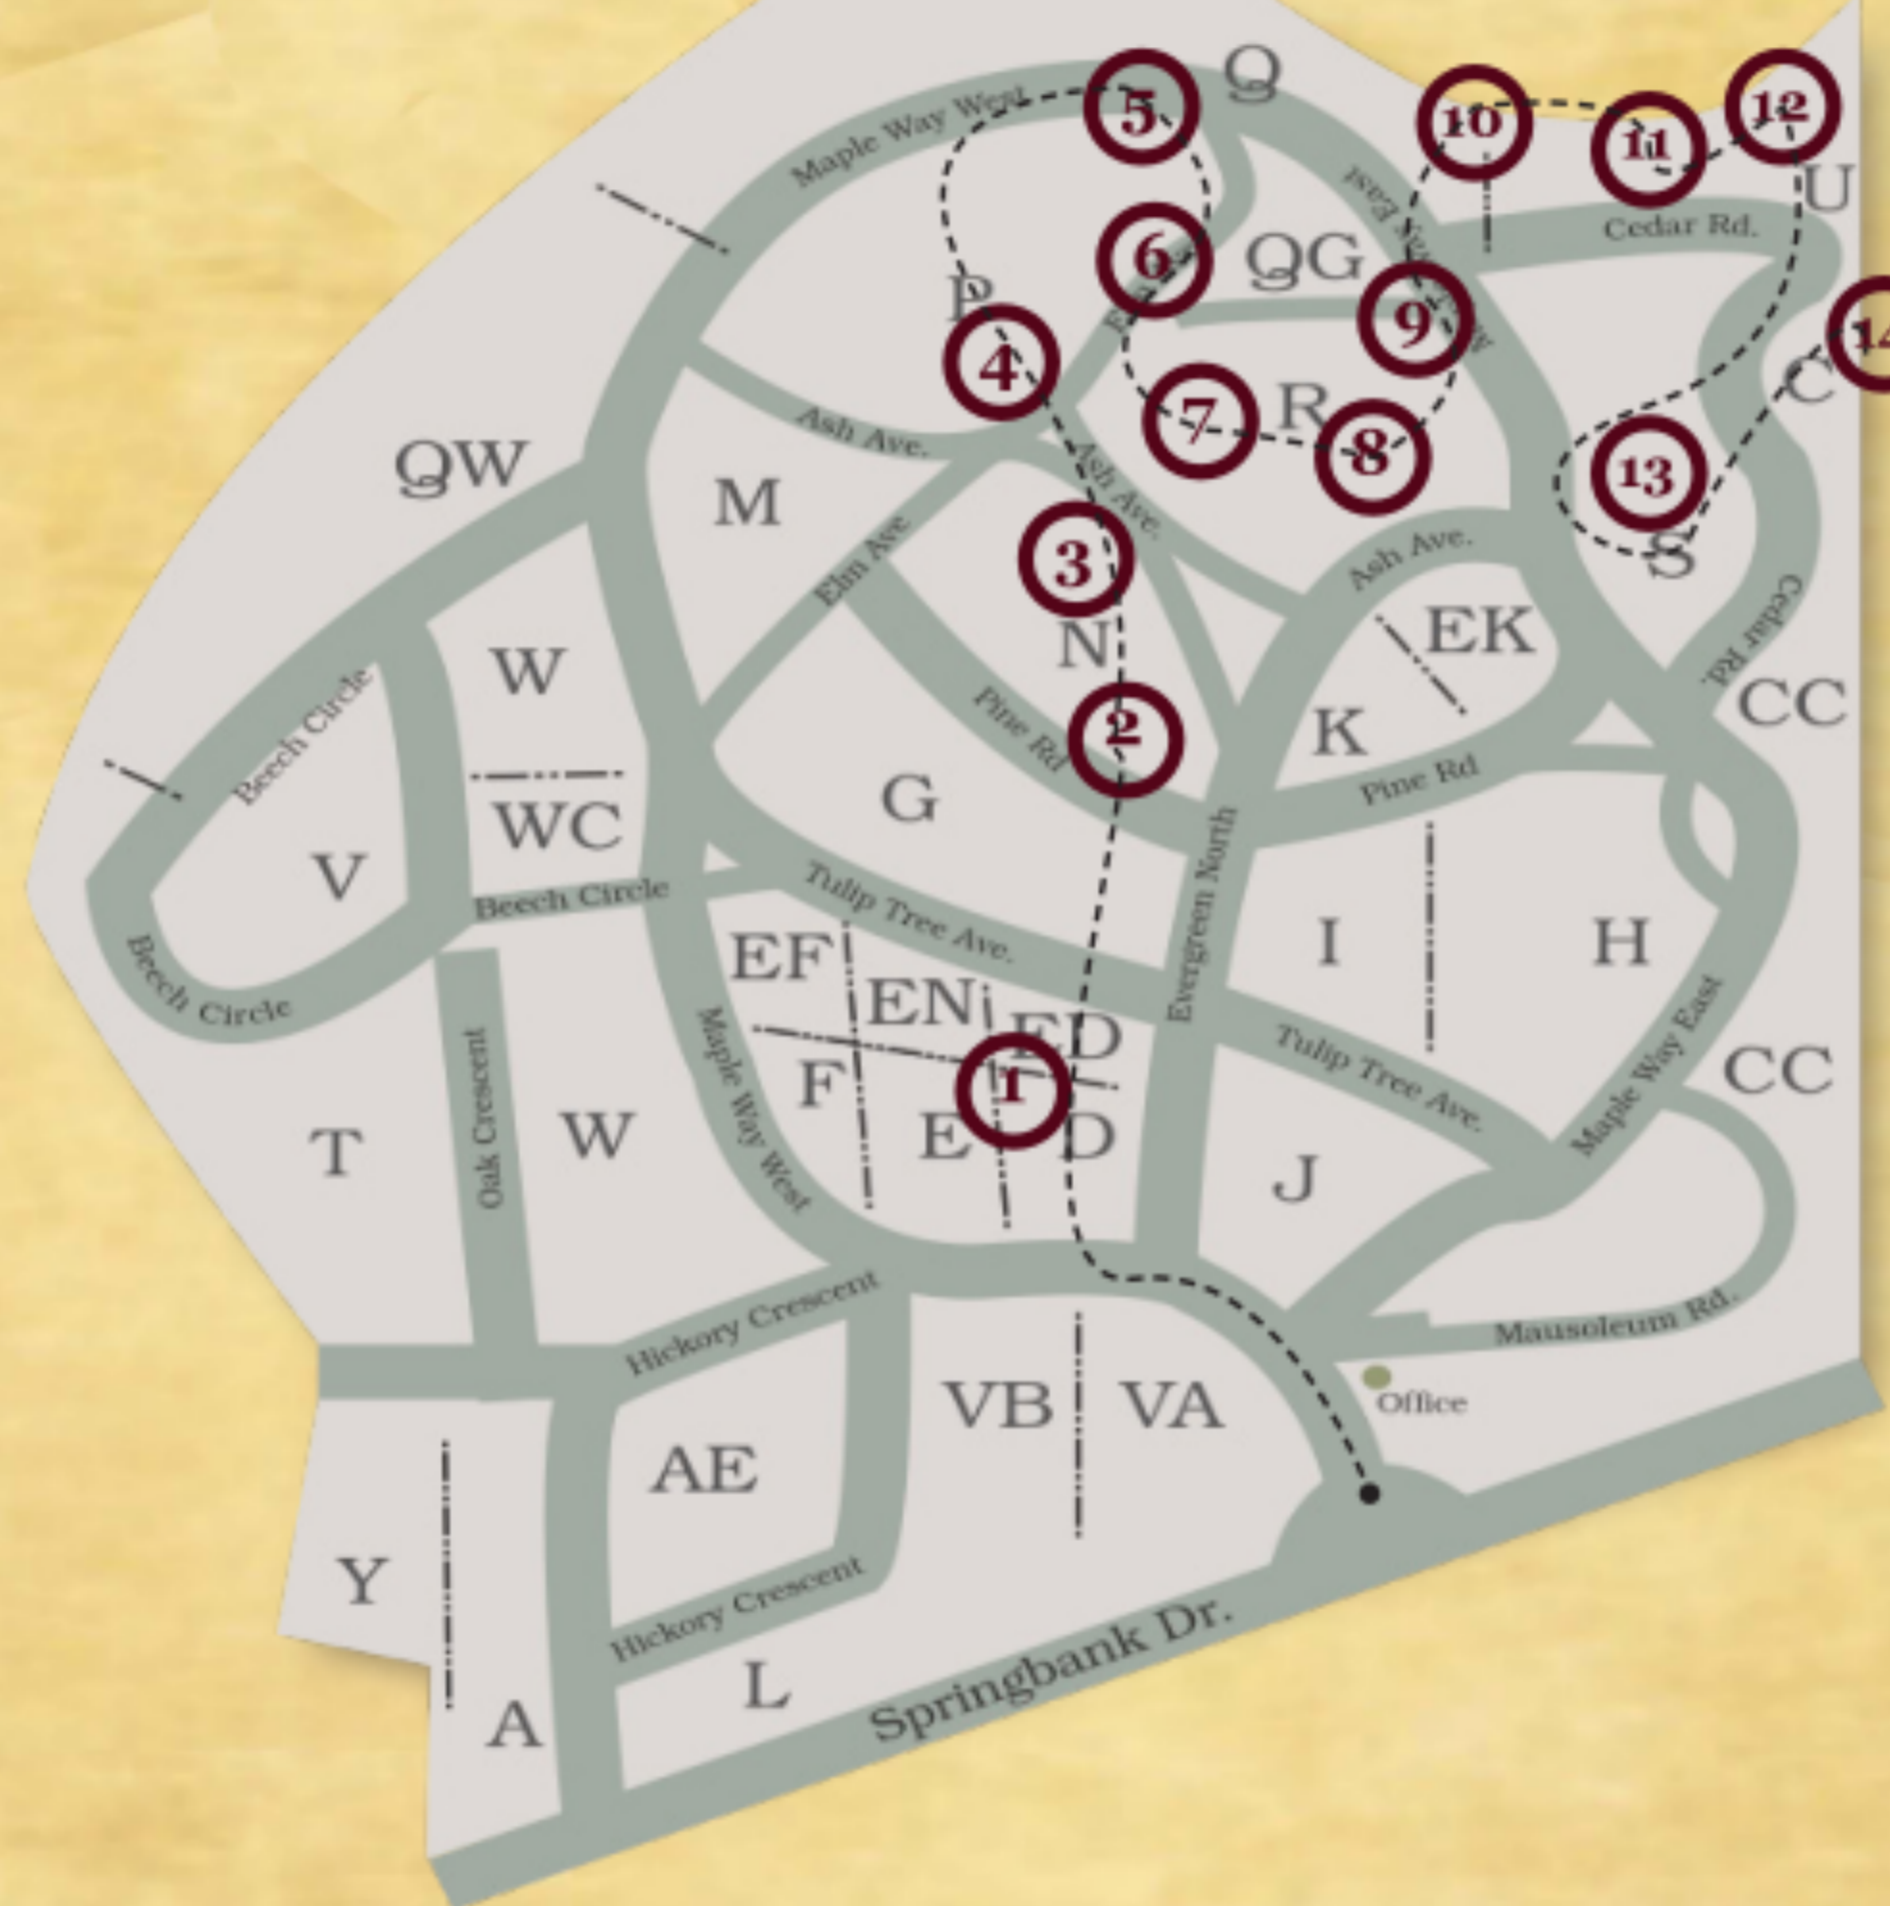 5
Q
10
11
12
Maple Way West
U
Cedar Rd.
6
QG
P
9
14
4
C
R
7
8
Ash Ave.
QW
13
M
Ash Ave.
S
3
Ash Ave.
Elm Ave
EK
N
Cedar Rd.
W
CC
2
K
Beech Circle
Pine Rd
Pine Rd
G
WC
V
Tulip Tree Ave.
Evergreen North
Beech Circle
I
H
EF
EN
Beech Circle
ED
Tulip Tree Ave.
Maple Way East
CC
F
1
Oak Crescent
Maple Way West
W
E
D
T
J
Hickory Crescent
Mausoleum Rd.
VB
VA
Office
AE
Y
Hickory Crescent
L
Springbank Dr.
A